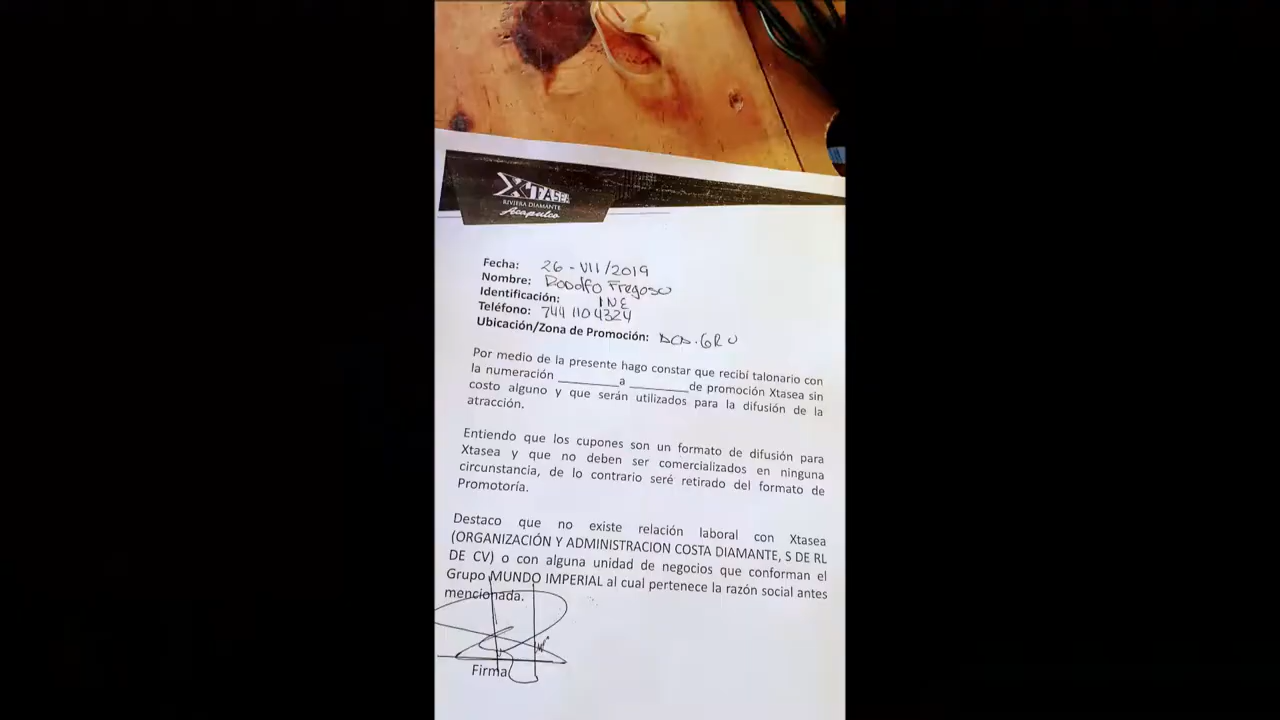 XTASEA
RIVIERA DIAMANTE
Acapulco
Fecha: 26 - VII / 2019
Nombre: Rodolfo Fregoso
Identificación: INE
Teléfono: 744 110 4324
Ubicación/Zona de Promoción: ACA. GRO
Por medio de la presente hago constar que recibí talonario con
la numeración _________a _________de promoción Xtasea sin
costo alguno y que serán utilizados para la difusión de la
atracción.
Entiendo que los cupones son un formato de difusión para
Xtasea y que no deben ser comercializados en ninguna
circunstancia, de lo contrario seré retirado del formato de
Promotoría.
Destaco que no existe relación laboral con Xtasea
(ORGANIZACIÓN Y ADMINISTRACION COSTA DIAMANTE, S DE RL
DE CV) o con alguna unidad de negocios que conforman el
Grupo MUNDO IMPERIAL al cual pertenece la razón social antes
mencionada.
Firma